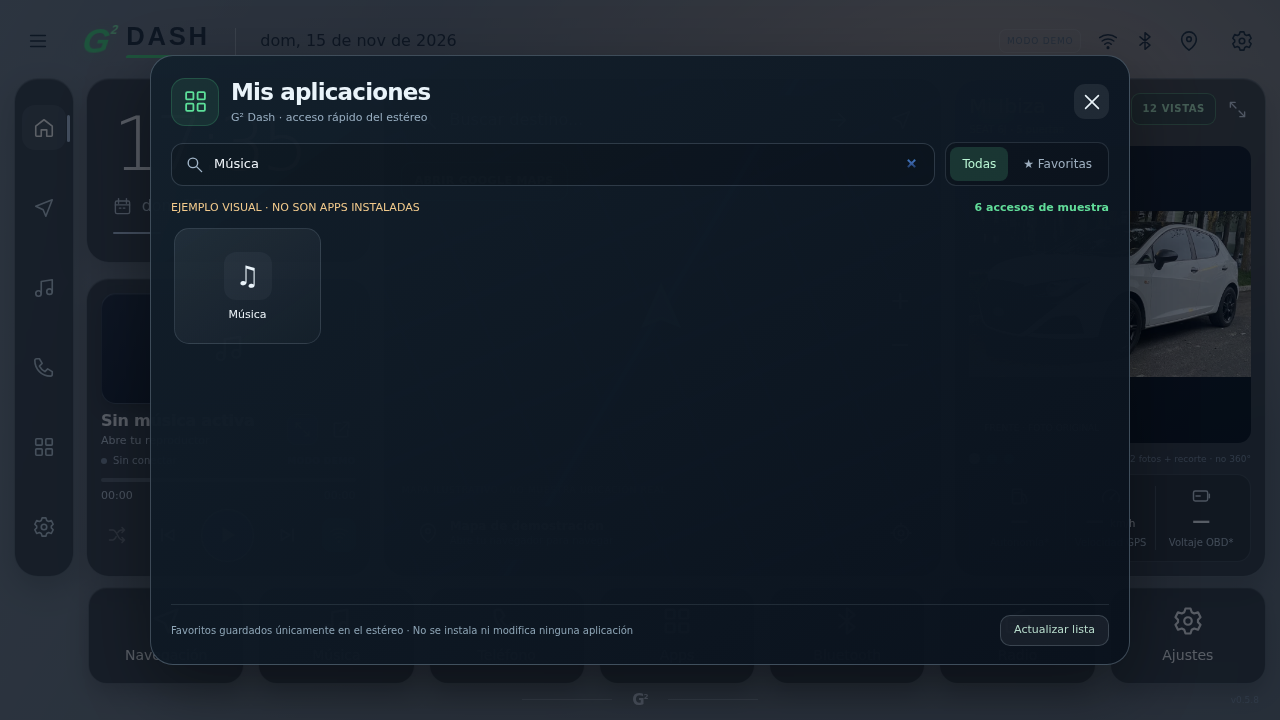 G² DASH
dom, 15 de nov de 2026
MODO DEMO
Mis aplicaciones
G² Dash · acceso rápido del estéreo
12 VISTAS
Música
Todas
★ Favoritas
EJEMPLO VISUAL · NO SON APPS INSTALADAS
6 accesos de muestra
Música
Sin
Abre tu
Sin
00:00
2 fotos + recorte · no 360°
GPS
Voltaje OBD*
Favoritos guardados únicamente en el estéreo · No se instala ni modifica ninguna aplicación
Actualizar lista
Ajustes
G²